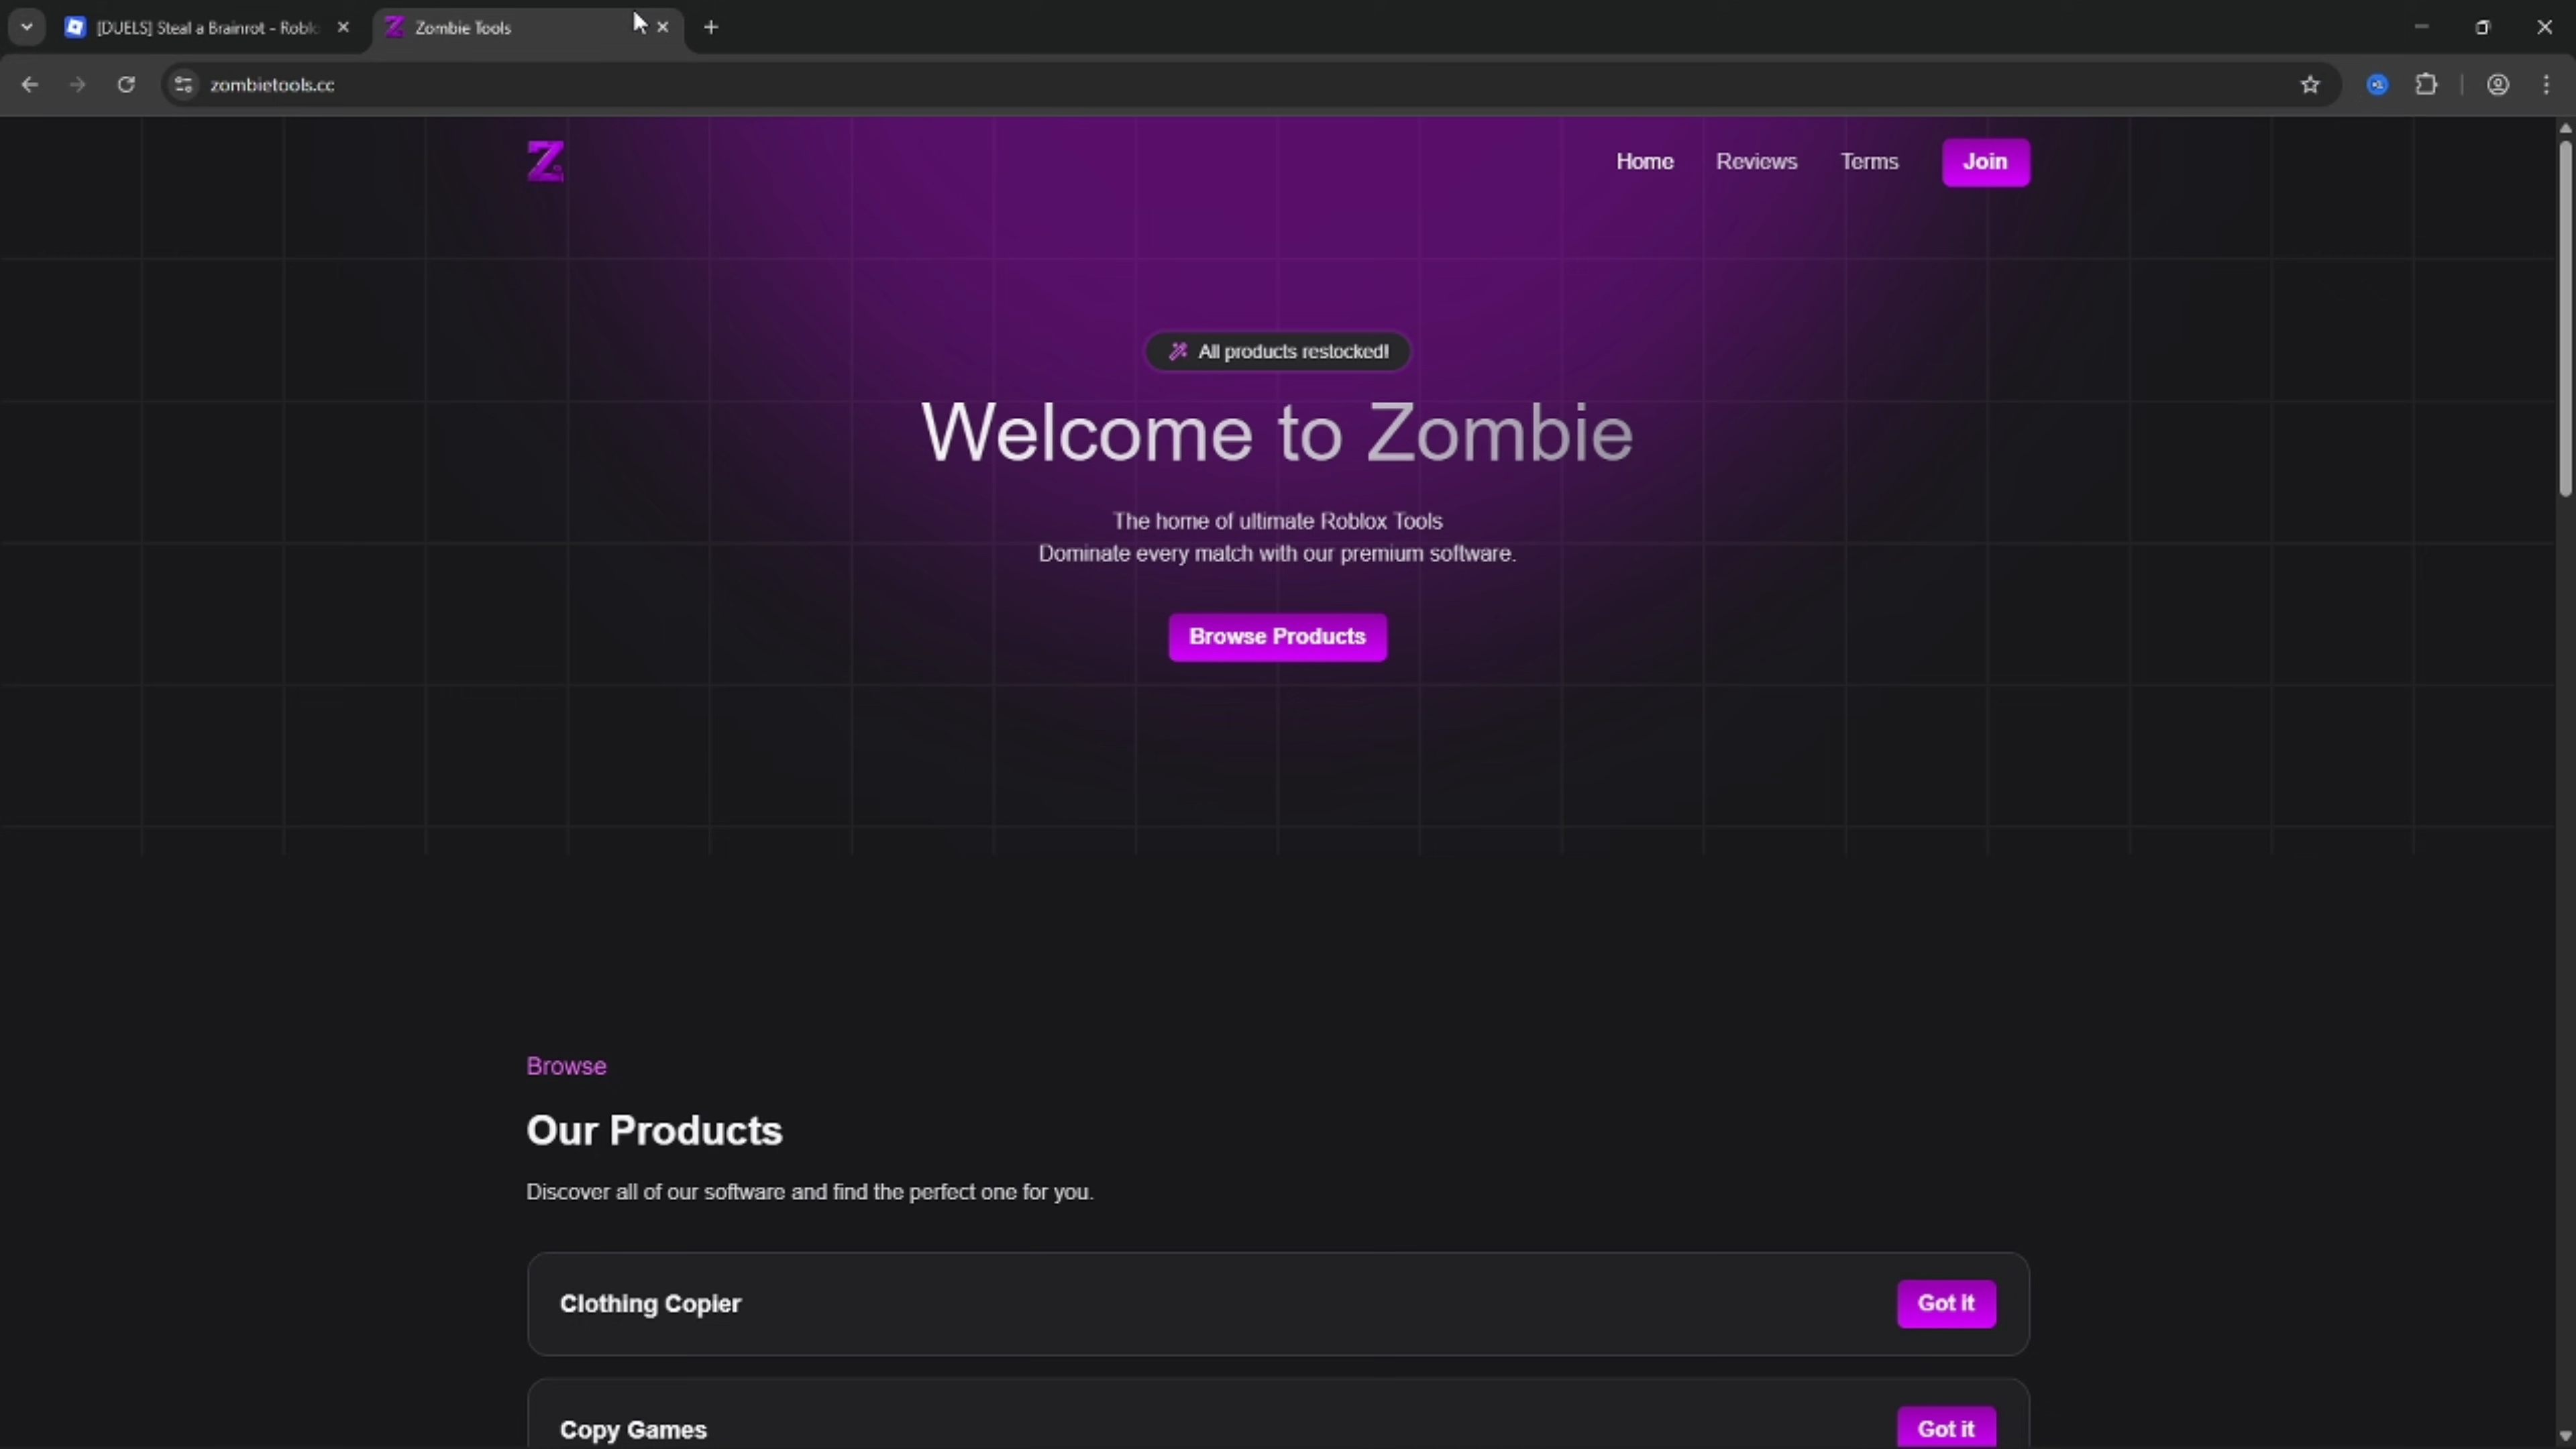 [DUELS] Steal a Brainrot - Roblo
Zombie Tools
zombietools.cc
Z
Home
Reviews
Terms
Join
All products restocked!
Welcome to Zombie
The home of ultimate Roblox Tools
Dominate every match with our premium software.
Browse Products
Browse
Our Products
Discover all of our software and find the perfect one for you.
Clothing Copier
Got it
Copy Games
Got it